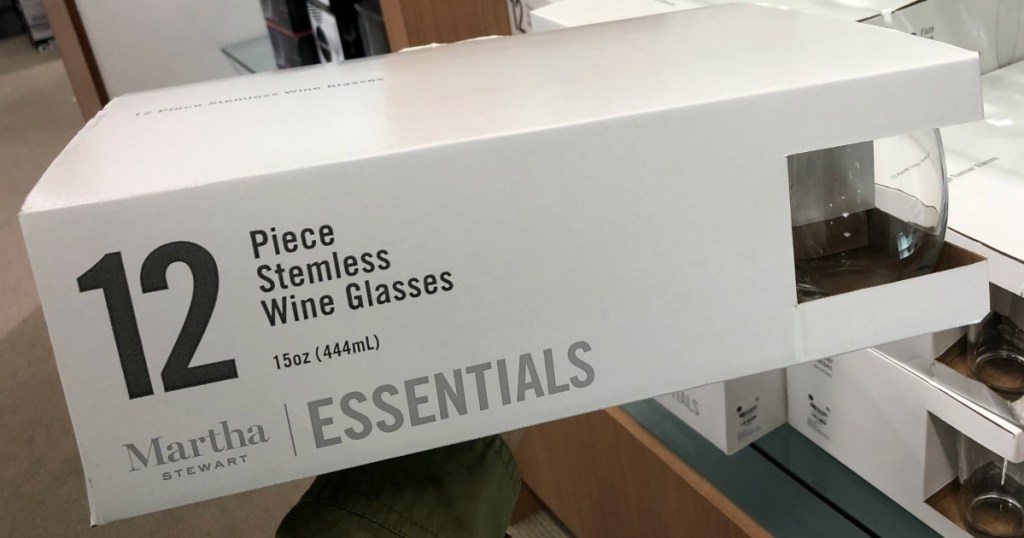 12 Piece Stemless Wine Glasses
12
Piece
Stemless
Wine Glasses
15oz (444mL)
Martha
STEWART
ESSENTIALS